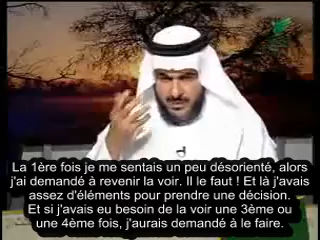 La 1ère fois je me sentais un peu désorienté, alors
j'ai demandé à revenir la voir. Il le faut ! Et là j'avais
assez d'éléments pour prendre une décision.
Et si j'avais eu besoin de la voir une 3ème ou
une 4ème fois, j'aurais demandé à le faire.